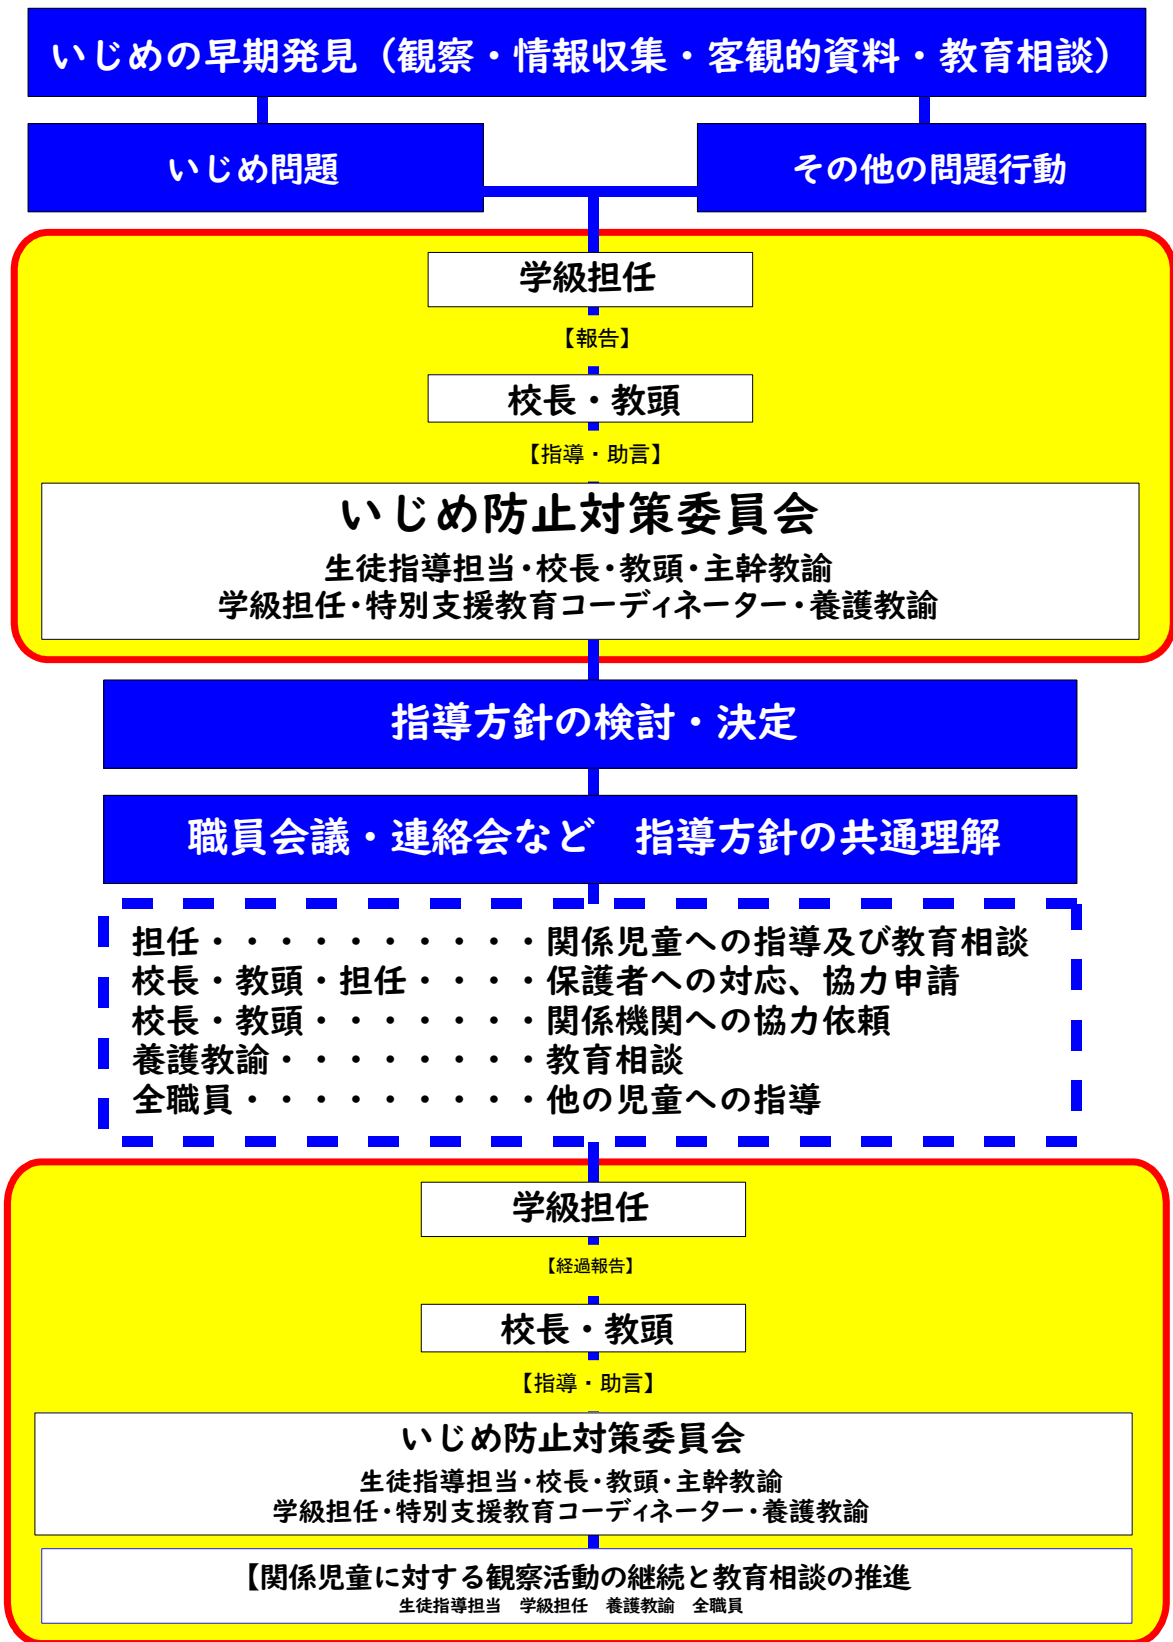 いじめの早期発見（観察・情報収集・客観的資料・教育相談）
いじめ問題
その他の問題行動
学級担任
【報告】
校長・教頭
【指導・助言】
いじめ防止対策委員会
生徒指導担当・校長・教頭・主幹教諭
学級担任・特別支援教育コーディネーター・養護教諭
指導方針の検討・決定
職員会議・連絡会など　指導方針の共通理解
担任・・・・・・・・・・関係児童への指導及び教育相談
校長・教頭・担任・・・・保護者への対応、協力申請
校長・教頭・・・・・・・関係機関への協力依頼
養護教諭・・・・・・・・教育相談
全職員・・・・・・・・・他の児童への指導
学級担任
【経過報告】
校長・教頭
【指導・助言】
いじめ防止対策委員会
生徒指導担当・校長・教頭・主幹教諭
学級担任・特別支援教育コーディネーター・養護教諭
【関係児童に対する観察活動の継続と教育相談の推進
生徒指導担当　学級担任　養護教諭　全職員